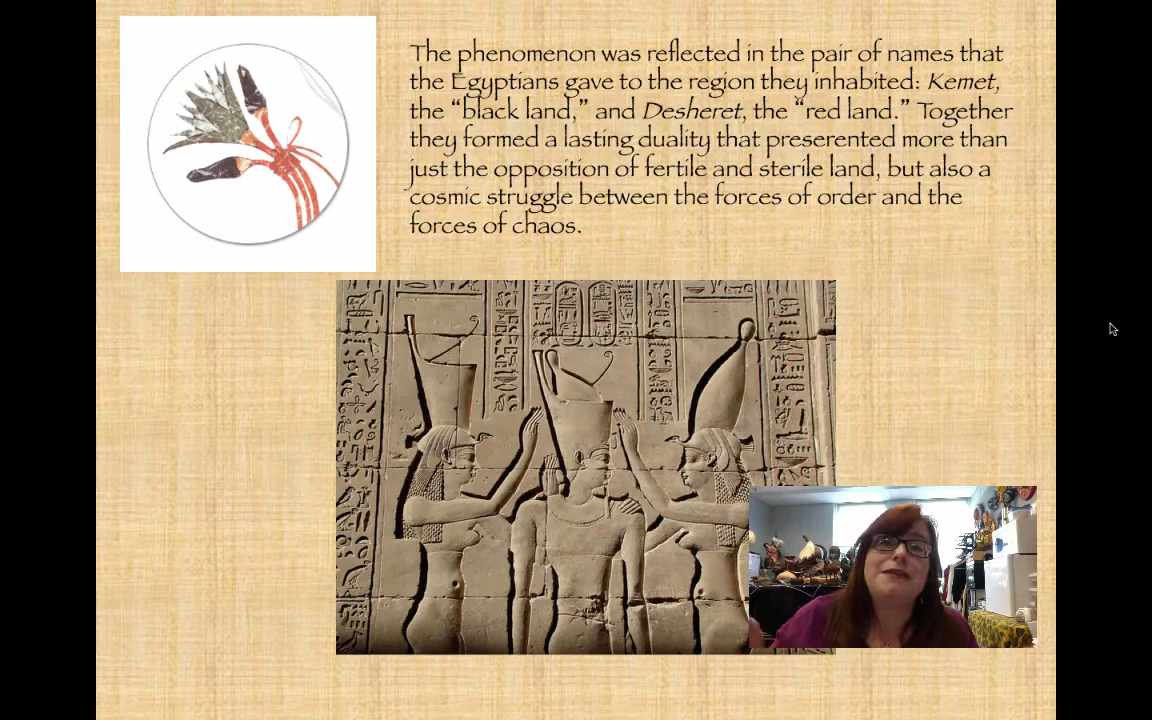 The phenomenon was reflected in the pair of names that
the Egyptians gave to the region they inhabited: Kemet,
the “black land,” and Desheret, the “red land.” Together
they formed a lasting duality that preserented more than
just the opposition of fertile and sterile land, but also a
cosmic struggle between the forces of order and the
forces of chaos.